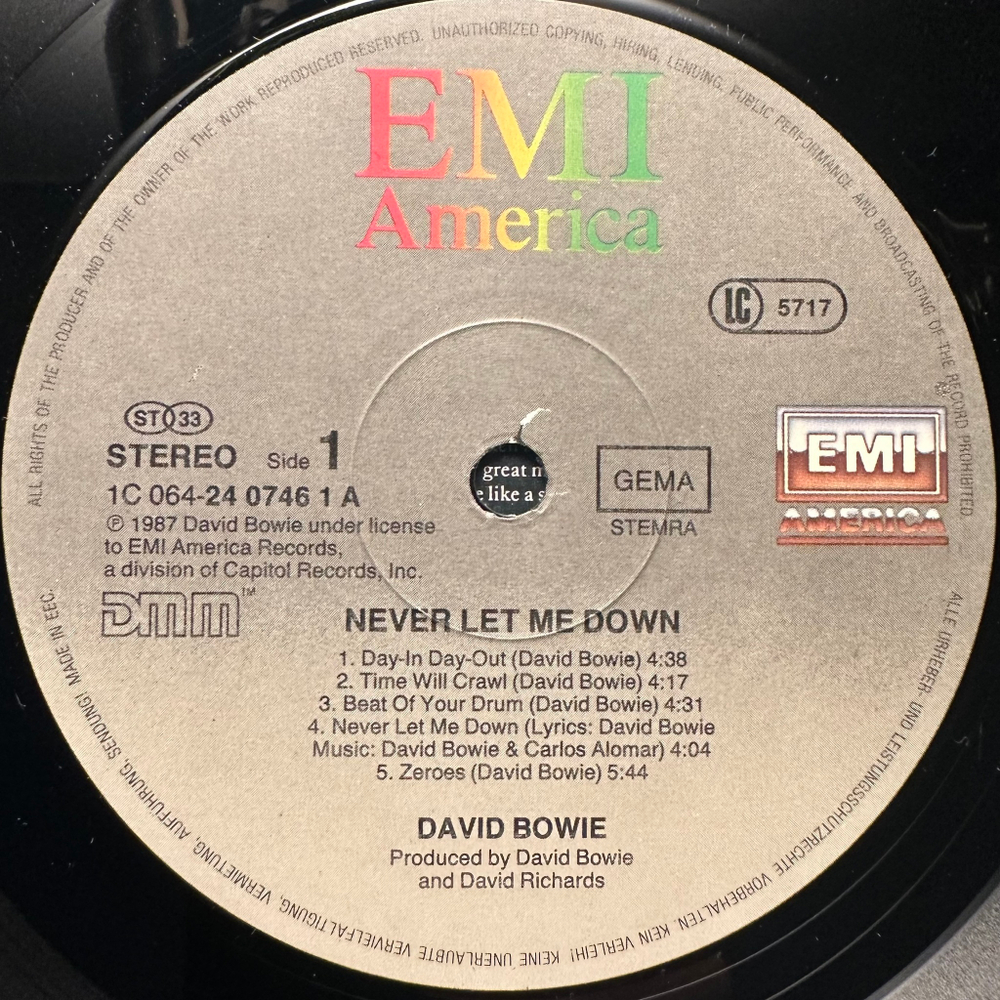 ALL RIGHTS OF THE PRODUCER AND OF THE OWNER OF THE WORK REPRODUCED RESERVED. UNAUTHORIZED COPYING, HIRING, LENDING, PUBLIC PERFORMANCE AND BROADCASTING OF THE RECORD PROHIBITED
EMI
America
LC 5717
ST 33
STEREO Side 1
1C 064-24 0746 1 A
℗ 1987 David Bowie under license
to EMI America Records,
a division of Capitol Records, Inc.
DMM™
great
like a s
GEMA
STEMRA
EMI
AMERICA
NEVER LET ME DOWN
1. Day-In Day-Out (David Bowie) 4:38
2. Time Will Crawl (David Bowie) 4:17
3. Beat Of Your Drum (David Bowie) 4:31
4. Never Let Me Down (Lyrics: David Bowie
Music: David Bowie & Carlos Alomar) 4:04
5. Zeroes (David Bowie) 5:44
DAVID BOWIE
Produced by David Bowie
and David Richards
ALLE URHEBER- UND LEISTUNGSSCHUTZRECHTE VORBEHALTEN. KEIN VERLEIH! KEINE UNERLAUBTE VERVIELFÄLTIGUNG, VERMIETUNG, AUFFÜHRUNG, SENDUNG! MADE IN EEC.